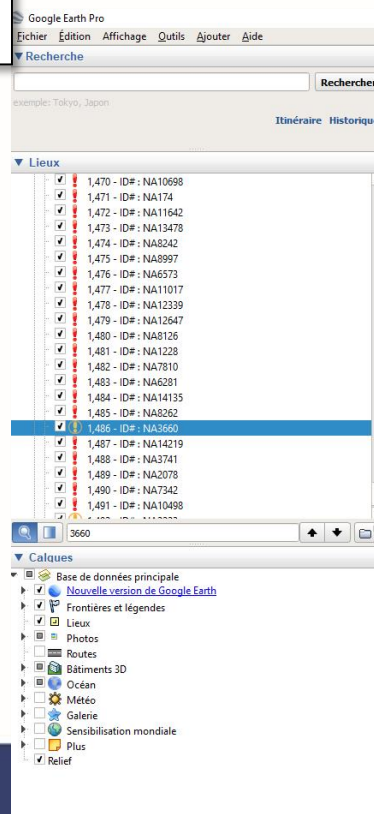 Google Earth Pro
Fichier Édition Affichage Outils Ajouter Aide
▼ Recherche
Rechercher
exemple: Tokyo, Japon
Itinéraire Historique
▼ Lieux
1,470 - ID# : NA10698
1,471 - ID# : NA174
1,472 - ID# : NA11642
1,473 - ID# : NA13478
1,474 - ID# : NA8242
1,475 - ID# : NA8997
1,476 - ID# : NA6573
1,477 - ID# : NA11017
1,478 - ID# : NA12339
1,479 - ID# : NA12647
1,480 - ID# : NA8126
1,481 - ID# : NA1228
1,482 - ID# : NA7810
1,483 - ID# : NA6281
1,484 - ID# : NA14135
1,485 - ID# : NA8262
1,486 - ID# : NA3660
1,487 - ID# : NA14219
1,488 - ID# : NA3741
1,489 - ID# : NA2078
1,490 - ID# : NA7342
1,491 - ID# : NA10498
3660
▼ Calques
Base de données principale
Nouvelle version de Google Earth
Frontières et légendes
Lieux
Photos
Routes
Bâtiments 3D
Océan
Météo
Galerie
Sensibilisation mondiale
Plus
Relief